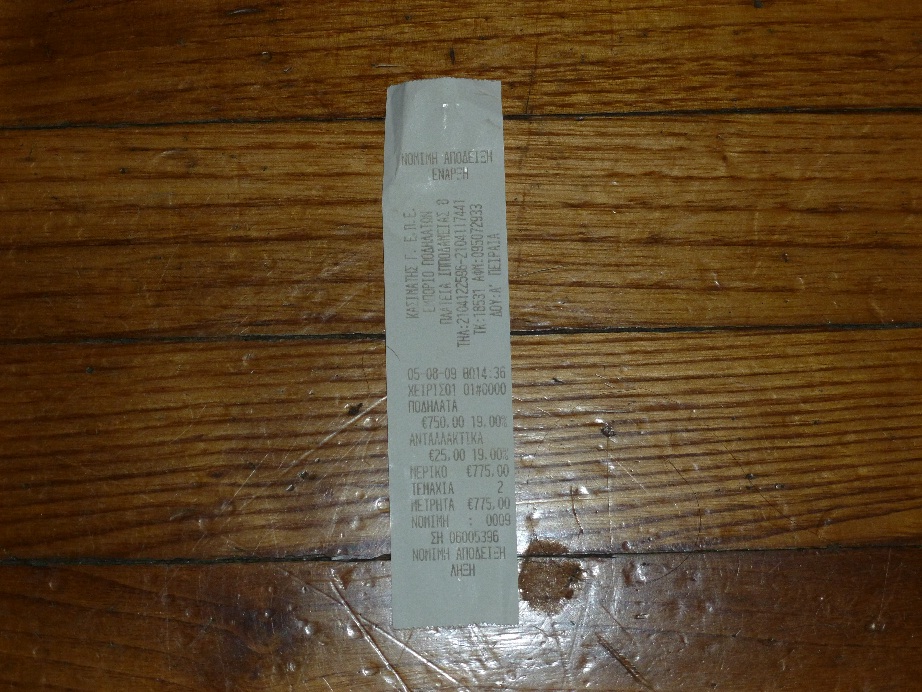 ΝΟΜΙΜΗ ΑΠΟΔΕΙΞΗ
ΕΝΑΡΞΗ
ΚΑΣΙΜΑΤΗΣ Γ. Ε.Π.Ε.
ΕΜΠΟΡΙΟ ΠΟΔΗΛΑΤΩΝ
ΠΛΑΤΕΙΑ ΙΠΠΟΔΑΜΕΙΑΣ 8
ΤΗΛ:2104122586-2104117441
ΤΚ:18531 ΑΦΜ:095072933
ΔΟΥ:Α' ΠΕΙΡΑΙΑ
05-08-09 14:36
ΧΕΙΡΙΣ01 01#0000
ΠΟΔΗΛΑΤΑ
€750.00 19.00%
ΑΝΤΑΛΛΑΚΤΙΚΑ
€25.00 19.00%
ΜΕΡΙΚΟ €775.00
ΤΕΜΑΧΙΑ 2
ΜΕΤΡΗΤΑ €775.00
ΝΟΜΙΜΗ : 0009
ΣΗ 06005396
ΝΟΜΙΜΗ ΑΠΟΔΕΙΞΗ
ΛΗΞΗ